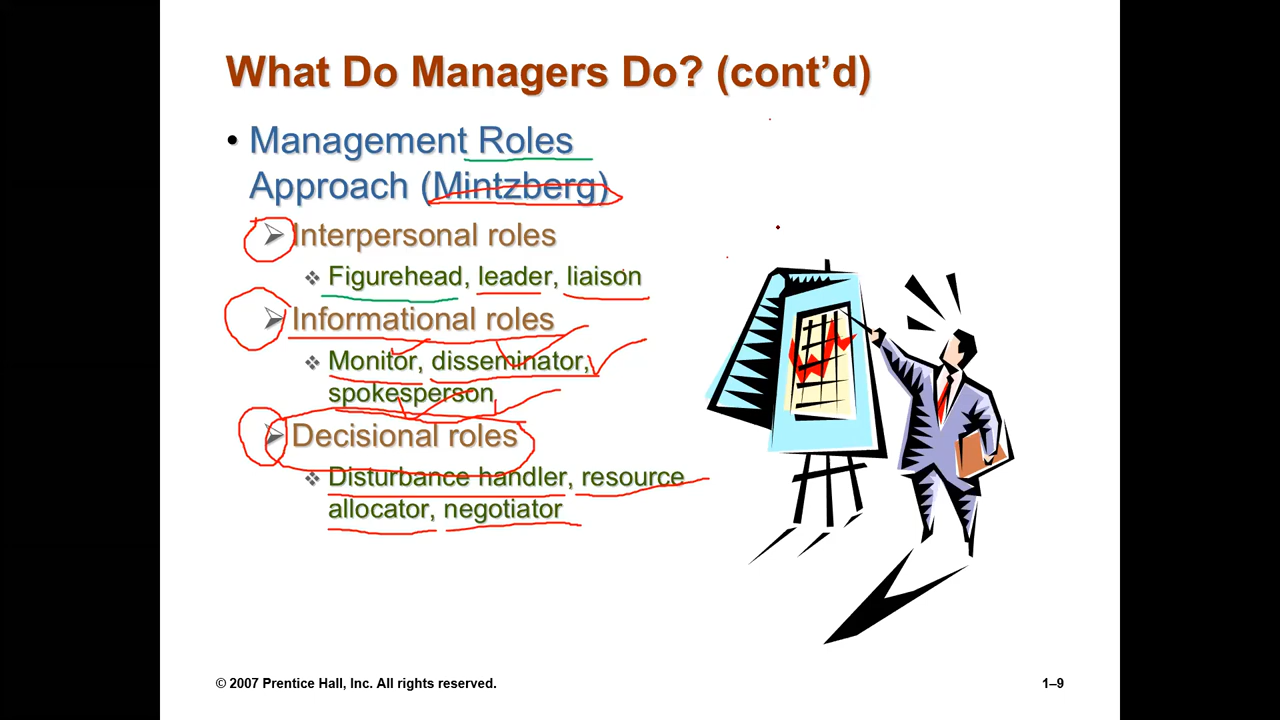 What Do Managers Do? (cont’d)
• Management Roles
Approach (Mintzberg)
Interpersonal roles
Figurehead, leader, liaison
Informational roles
Monitor, disseminator,
spokesperson
Decisional roles
Disturbance handler, resource
allocator, negotiator
© 2007 Prentice Hall, Inc. All rights reserved.
1–9